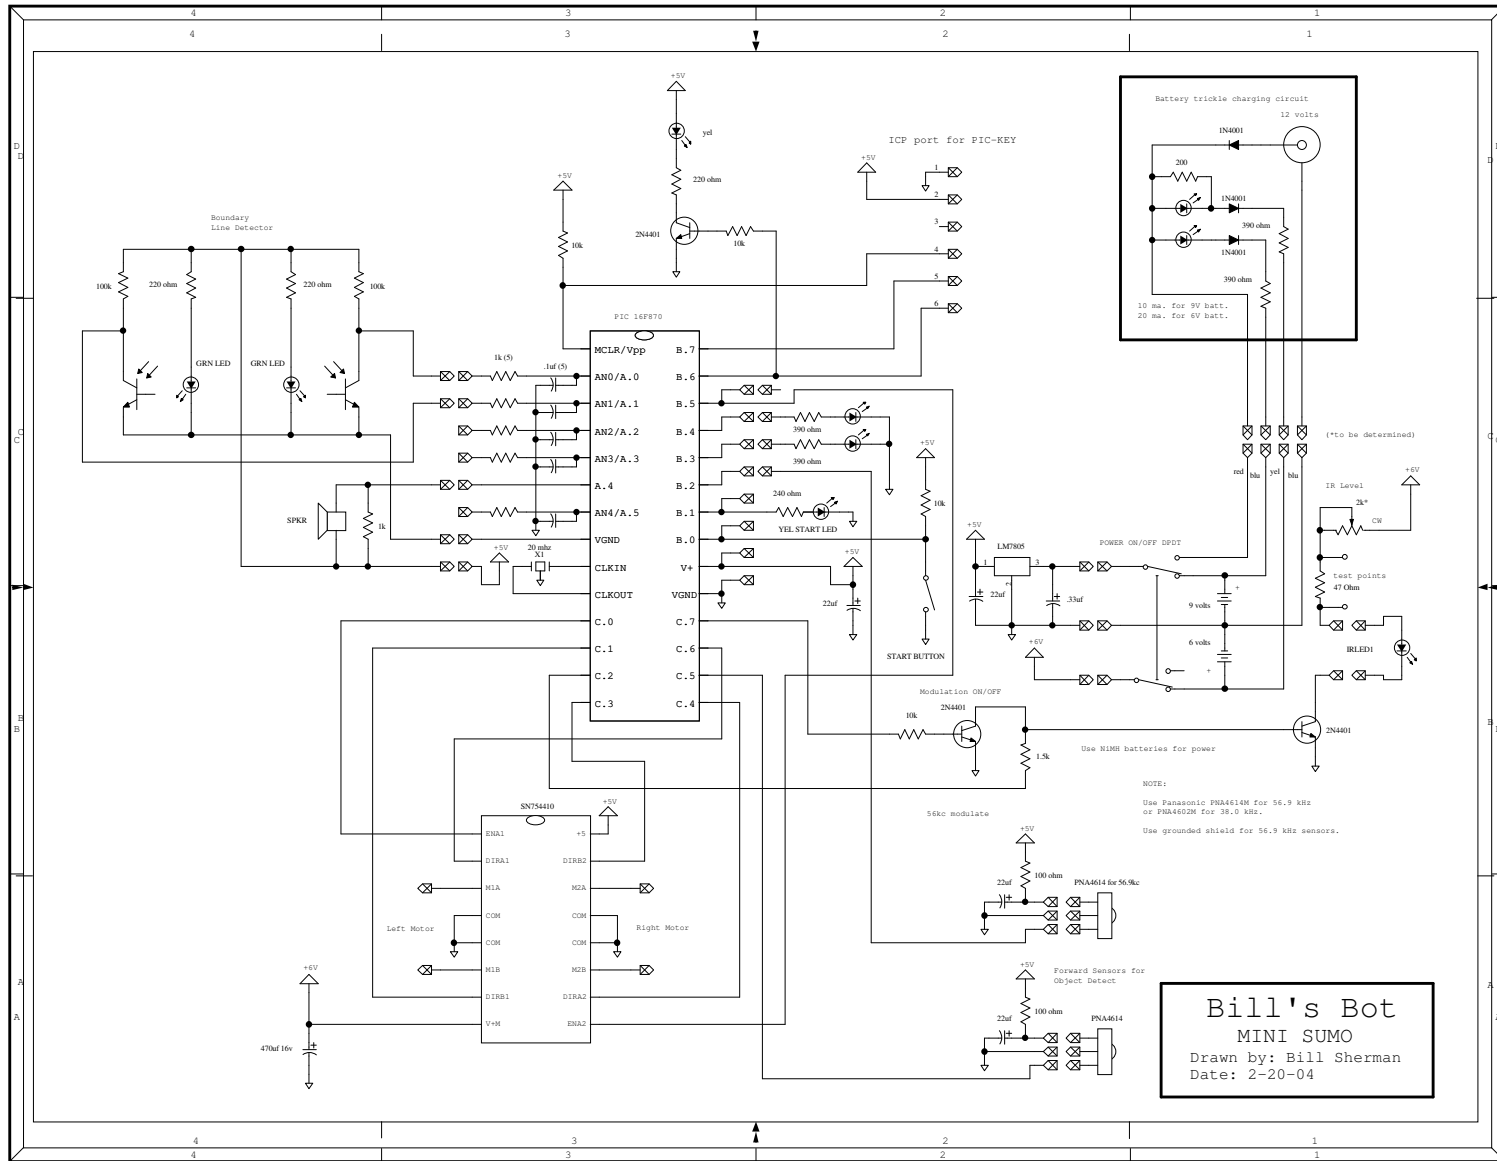 4
3
2
1
4
3
2
1
+5V
yel
220 ohm
2N4401
10k
+5V
10k
ICP port for PIC-KEY
+5V
1
2
3
4
5
6
Battery trickle charging circuit
12 volts
1N4001
200
1N4001
390 ohm
1N4001
390 ohm
10 ma. for 9V batt.
20 ma. for 6V batt.
D
D
D
Boundary
Line Detector
100k
220 ohm
220 ohm
100k
GRN LED
GRN LED
PIC 16F870
MCLR/Vpp
B.7
AN0/A.0
B.6
AN1/A.1
B.5
AN2/A.2
B.4
AN3/A.3
B.3
A.4
B.2
AN4/A.5
B.1
VGND
B.0
CLKIN
V+
CLKOUT
VGND
C.0
C.7
C.1
C.6
C.2
C.5
C.3
C.4
1k (5)
.1uf (5)
390 ohm
390 ohm
+5V
10k
240 ohm
YEL START LED
SPKR
1k
+5V
20 mhz
X1
+5V
22uf
START BUTTON
C
C
C
(*to be determined)
red
blu
yel
blu
IR Level
+6V
2k*
CW
+5V
LM7805
1
3
2
22uf
.33uf
POWER ON/OFF DPDT
+
9 volts
6 volts
+
test points
47 Ohm
IRLED1
+6V
Modulation ON/OFF
10k
2N4401
1.5k
2N4401
Use NiMH batteries for power
B
B
B
NOTE:
Use Panasonic PNA4614M for 56.9 kHz
or PNA4602M for 38.0 kHz.
Use grounded shield for 56.9 kHz sensors.
SN754410
+5V
ENA1
+5
DIRA1
DIRB2
M1A
M2A
COM
COM
COM
COM
M1B
M2B
DIRB1
DIRA2
V+M
ENA2
Left Motor
Right Motor
+6V
470uf 16v
56kc modulate
+5V
100 ohm
22uf
PNA4614 for 56.9kc
+5V
Forward Sensors for
Object Detect
100 ohm
22uf
PNA4614
A
A
A
Bill's Bot
MINI SUMO
Drawn by: Bill Sherman
Date: 2-20-04
4
3
2
1
4
3
2
1